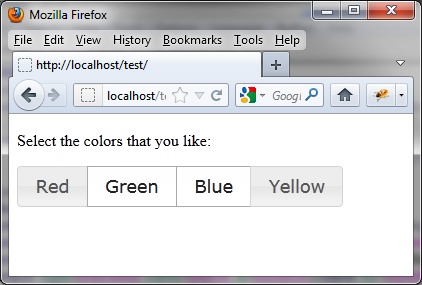 Mozilla Firefox
File Edit View History Bookmarks Tools Help
http://localhost/test/
localhost/te Googl
Select the colors that you like:
Red Green Blue Yellow